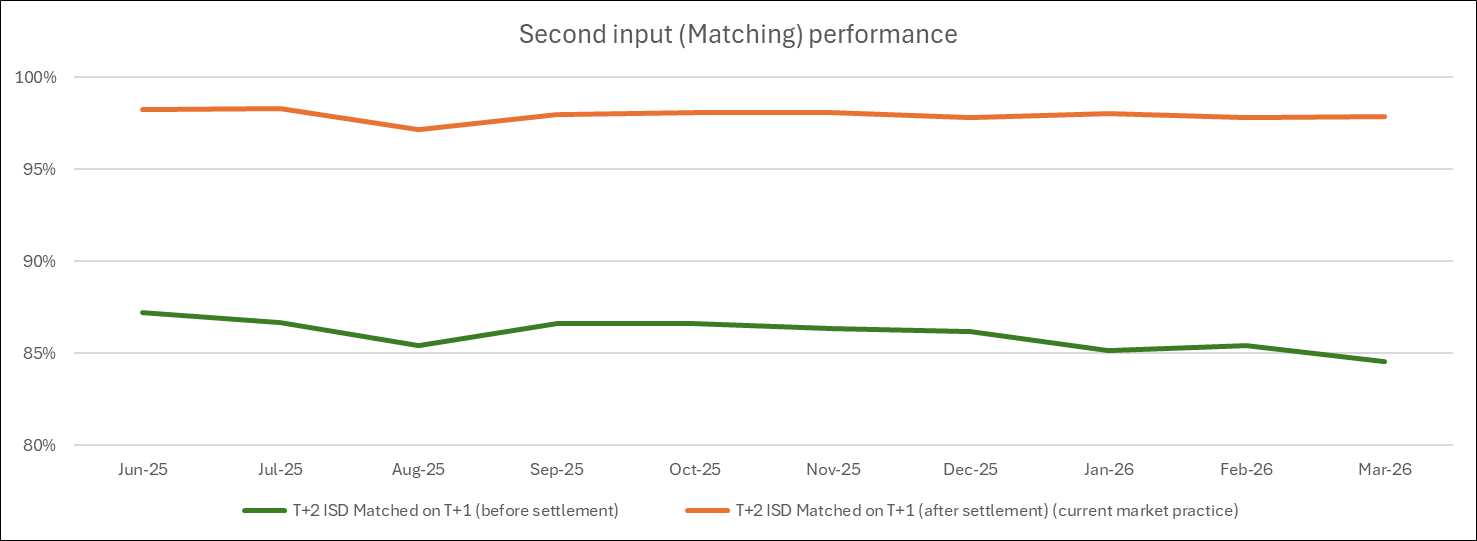 Second input (Matching) performance
100%
95%
90%
85%
80%
Jun-25 Jul-25 Aug-25 Sep-25 Oct-25 Nov-25 Dec-25 Jan-26 Feb-26 Mar-26
T+2 ISD Matched on T+1 (before settlement) T+2 ISD Matched on T+1 (after settlement) (current market practice)